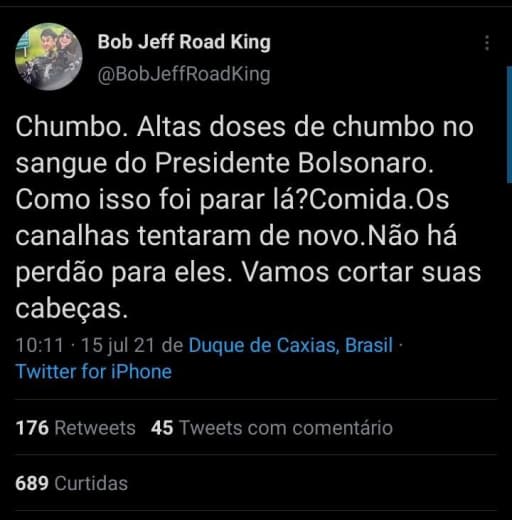 Bob Jeff Road King
@BobJeffRoadKing
Chumbo. Altas doses de chumbo no
sangue do Presidente Bolsonaro.
Como isso foi parar lá?Comida.Os
canalhas tentaram de novo.Não há
perdão para eles. Vamos cortar suas
cabeças.
10:11 · 15 jul 21 de Duque de Caxias, Brasil ·
Twitter for iPhone
176 Retweets 45 Tweets com comentário
689 Curtidas